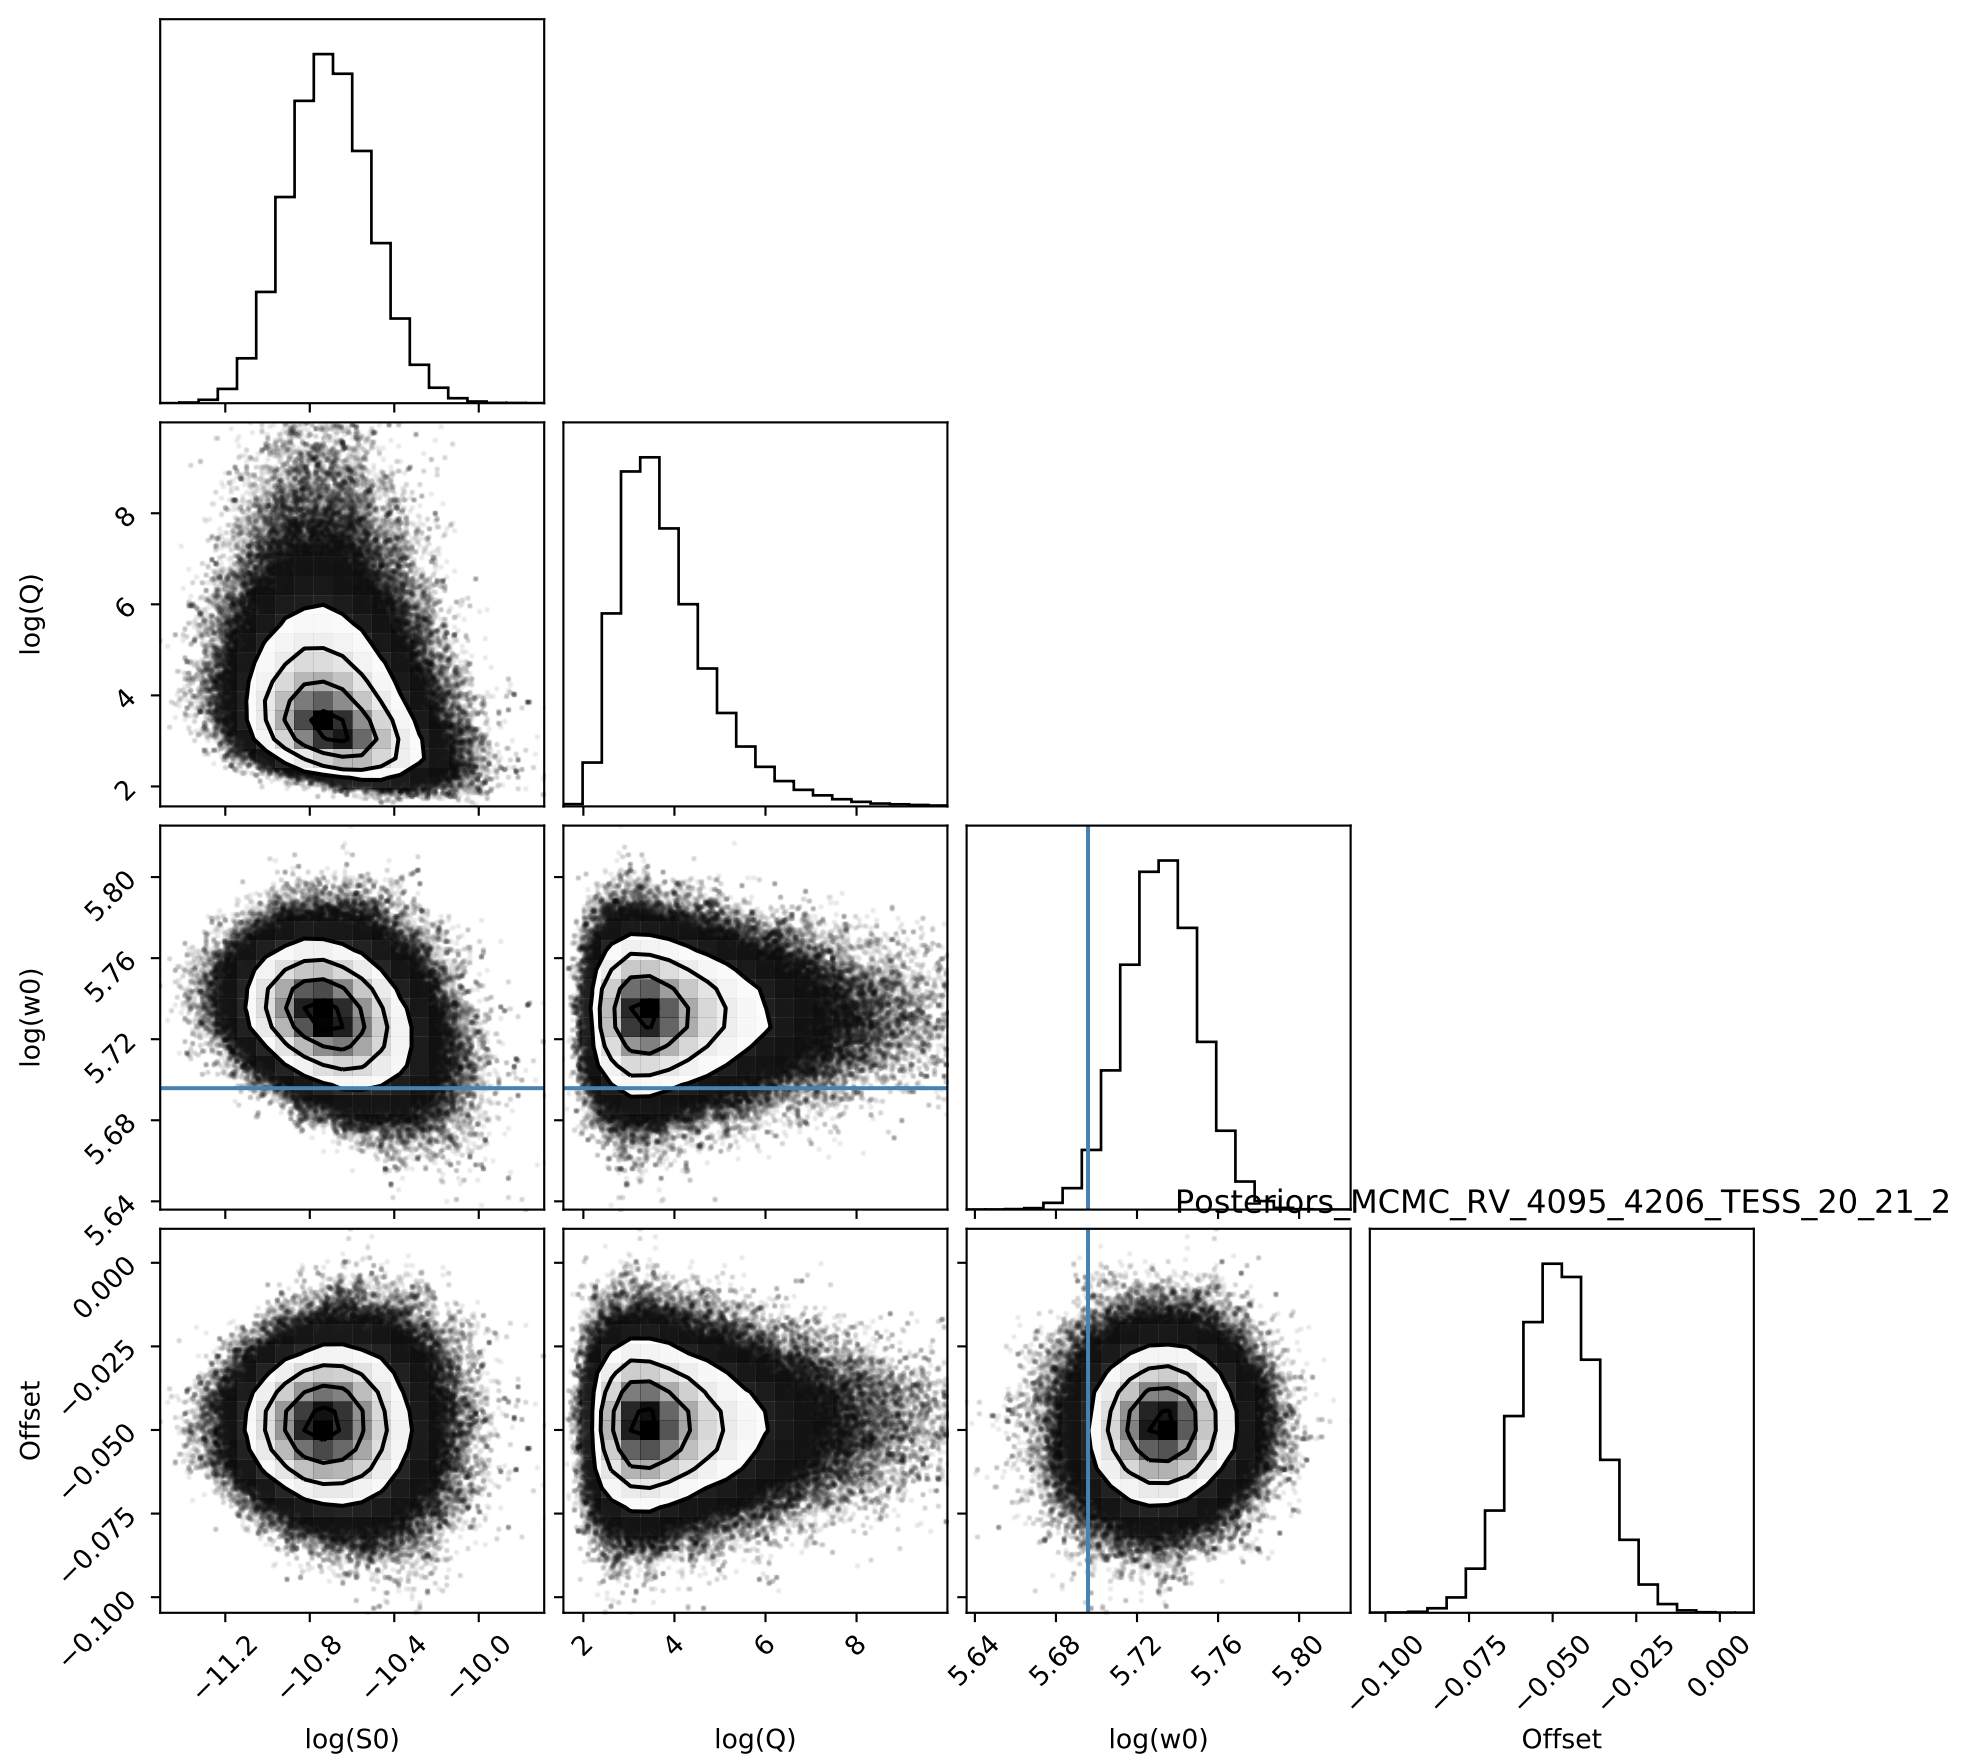 log(Q)
8
6
4
2
log(w0)
5.80
5.76
5.72
5.68
5.64
Posteriors_MCMC_RV_4095_4206_TESS_20_21_2
Offset
0.000
−0.025
−0.050
−0.075
−0.100
−11.2 −10.8 −10.4 −10.0 2 4 6 8 5.64 5.68 5.72 5.76 5.80 −0.100 −0.075 −0.050 −0.025 0.000
log(S0) log(Q) log(w0) Offset